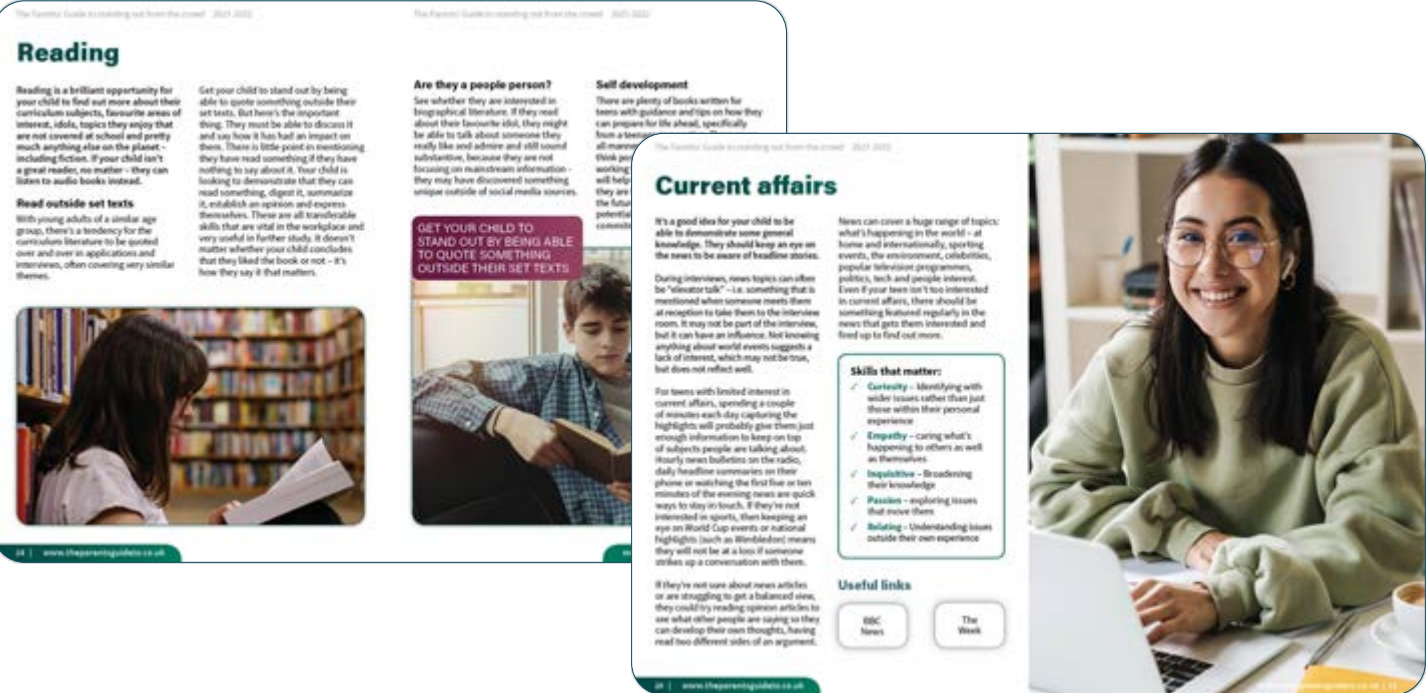 The Parents' Guide to standing out from the crowd 2021-2022
Reading
Reading is a brilliant opportunity for
your child to find out more about their
curriculum subjects, favourite areas of
interest, idols, topics they enjoy that
are not covered at school and pretty
much anything else on the planet -
including fiction. If your child isn't
a great reader, no matter – they can
listen to audio books instead.
Read outside set texts
With young adults of a similar age
group, there's a tendency for the
curriculum literature to be quoted
over and over in applications and
interviews, often covering very similar
themes.
Get your child to stand out by being
able to quote something outside their
set texts. But here's the important
thing. They must be able to discuss it
and say how it has had an impact on
them. There is little point in mentioning
they have read something if they have
nothing to say about it. Your child is
looking to demonstrate that they can
read something, digest it, summarize
it, establish an opinion and express
themselves. These are all transferable
skills that are vital in the workplace and
very useful in further study. It doesn't
matter whether your child concludes
that they liked the book or not – it's
how they say it that matters.
www.theparentsguideto.co.uk
The Parents' Guide to standing out from the crowd 2021-2022
Are they a people person?
See whether they are interested in
biographical literature. If they read
about their favourite idol, they might
be able to talk about someone they
really like and admire and still sound
substantive, because they are not
focusing on mainstream information -
they may have discovered something
unique outside of social media sources.
GET YOUR CHILD TO
STAND OUT BY BEING ABLE
TO QUOTE SOMETHING
OUTSIDE THEIR SET TEXTS
Self development
There are plenty of books written for
teens with guidance and tips on how they
can prepare for life ahead, specifically
from a
all
think
working
will help
they are
the
The Parents' Guide to standing out from the crowd 2021-2022
Current affairs
It's a good idea for your child to be
able to demonstrate some general
knowledge. They should keep an eye on
the news to be aware of headline stories.
During interviews, news topics can often
be "elevator talk" – i.e. something that is
mentioned when someone meets them
at reception to take them to the interview
room. It may not be part of the interview,
but it can have an influence. Not knowing
anything about world events suggests a
lack of interest, which may not be true,
but does not reflect well.
For teens with limited interest in
current affairs, spending a couple
of minutes each day capturing the
highlights will probably give them just
enough information to keep on top
of subjects people are talking about.
Hourly news bulletins on the radio,
daily headline summaries on their
phone or watching the first five or ten
minutes of the evening news are quick
ways to stay in touch. If they're not
interested in sports, then keeping an
eye on World Cup events or national
highlights (such as Wimbledon) means
they will not be at a loss if someone
strikes up a conversation with them.
If they're not sure about news articles
or are struggling to get a balanced view,
they could try reading opinion articles to
see what other people are saying so they
can develop their own thoughts, having
read two different sides of an argument.
News can cover a huge range of topics:
what's happening in the world – at
home and internationally, sporting
events, the environment, celebrities,
popular television programmes,
politics, tech and people interest.
Even if your teen isn't too interested
in current affairs, there should be
something featured regularly in the
news that gets them interested and
fired up to find out more.
Skills that matter:
✓ Curiosity – Identifying with
wider issues rather than just
those within their personal
experience
✓ Empathy – caring what's
happening to others as well
as themselves
✓ Inquisitive – Broadening
their knowledge
✓ Passion – exploring issues
that move them
✓ Relating – Understanding issues
outside their own experience
Useful links
BBC
News
The
Week
www.theparentsguideto.co.uk